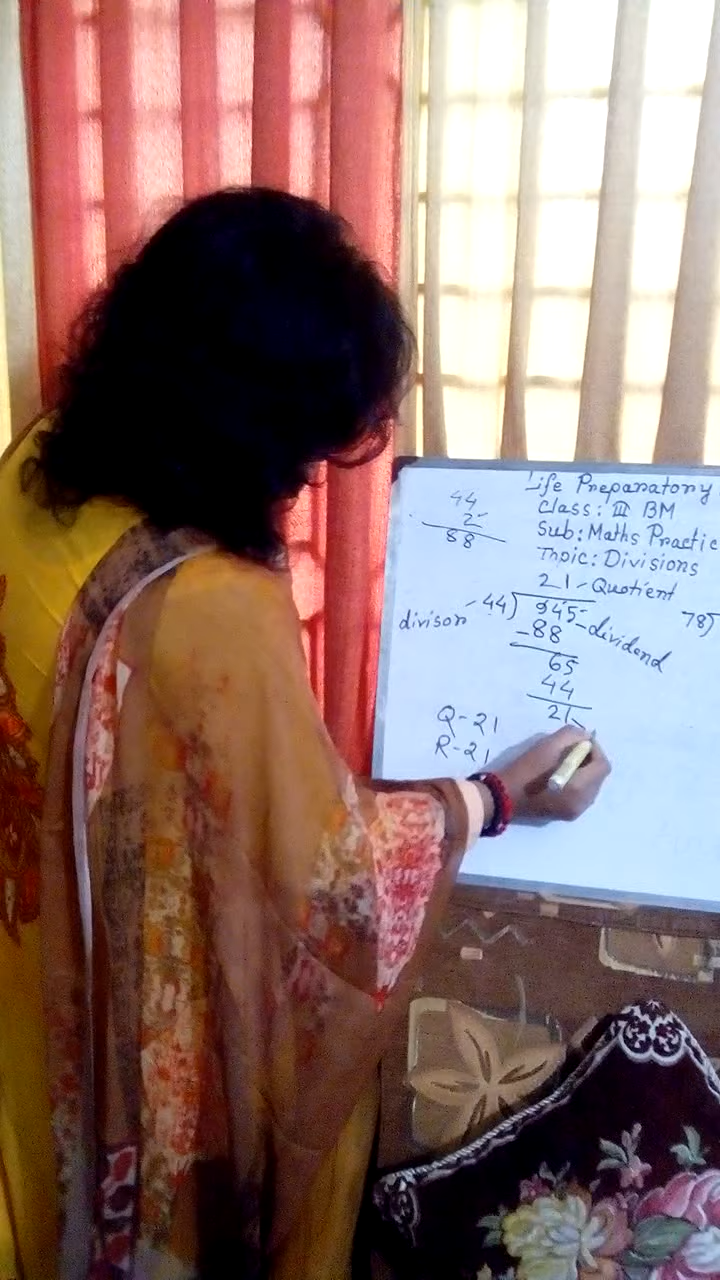 Life Preparatory
Class: III BM
Sub: Maths Practic
Topic: Divisions
44
2
88
21 - Quotient
divisor - 44) 945 - dividend
-88
65
44
21
Q-21
R-21
78)